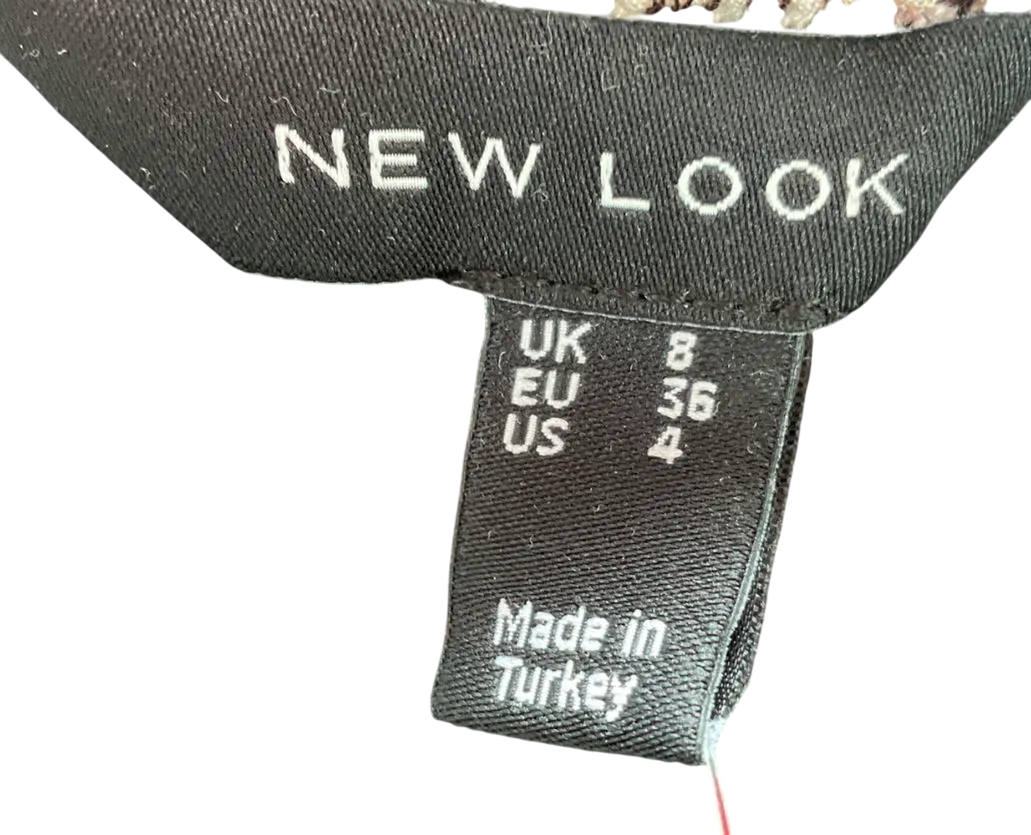 NEW LOOK
UK 8
EU 36
US 4
Made in
Turkey